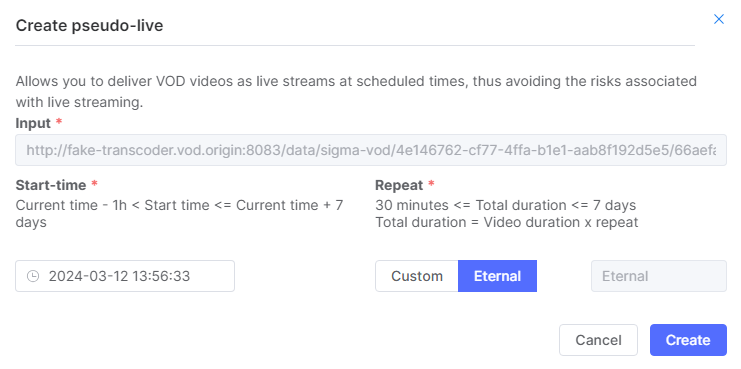 Create pseudo-live
Allows you to deliver VOD videos as live streams at scheduled times, thus avoiding the risks associated
with live streaming.
Input *
http://fake-transcoder.vod.origin:8083/data/sigma-vod/4e146762-cf77-4ffa-b1e1-aab8f192d5e5/66aefa
Start-time *
Current time - 1h < Start time <= Current time + 7
days
Repeat *
30 minutes <= Total duration <= 7 days
Total duration = Video duration x repeat
2024-03-12 13:56:33
Custom
Eternal
Eternal
Cancel
Create